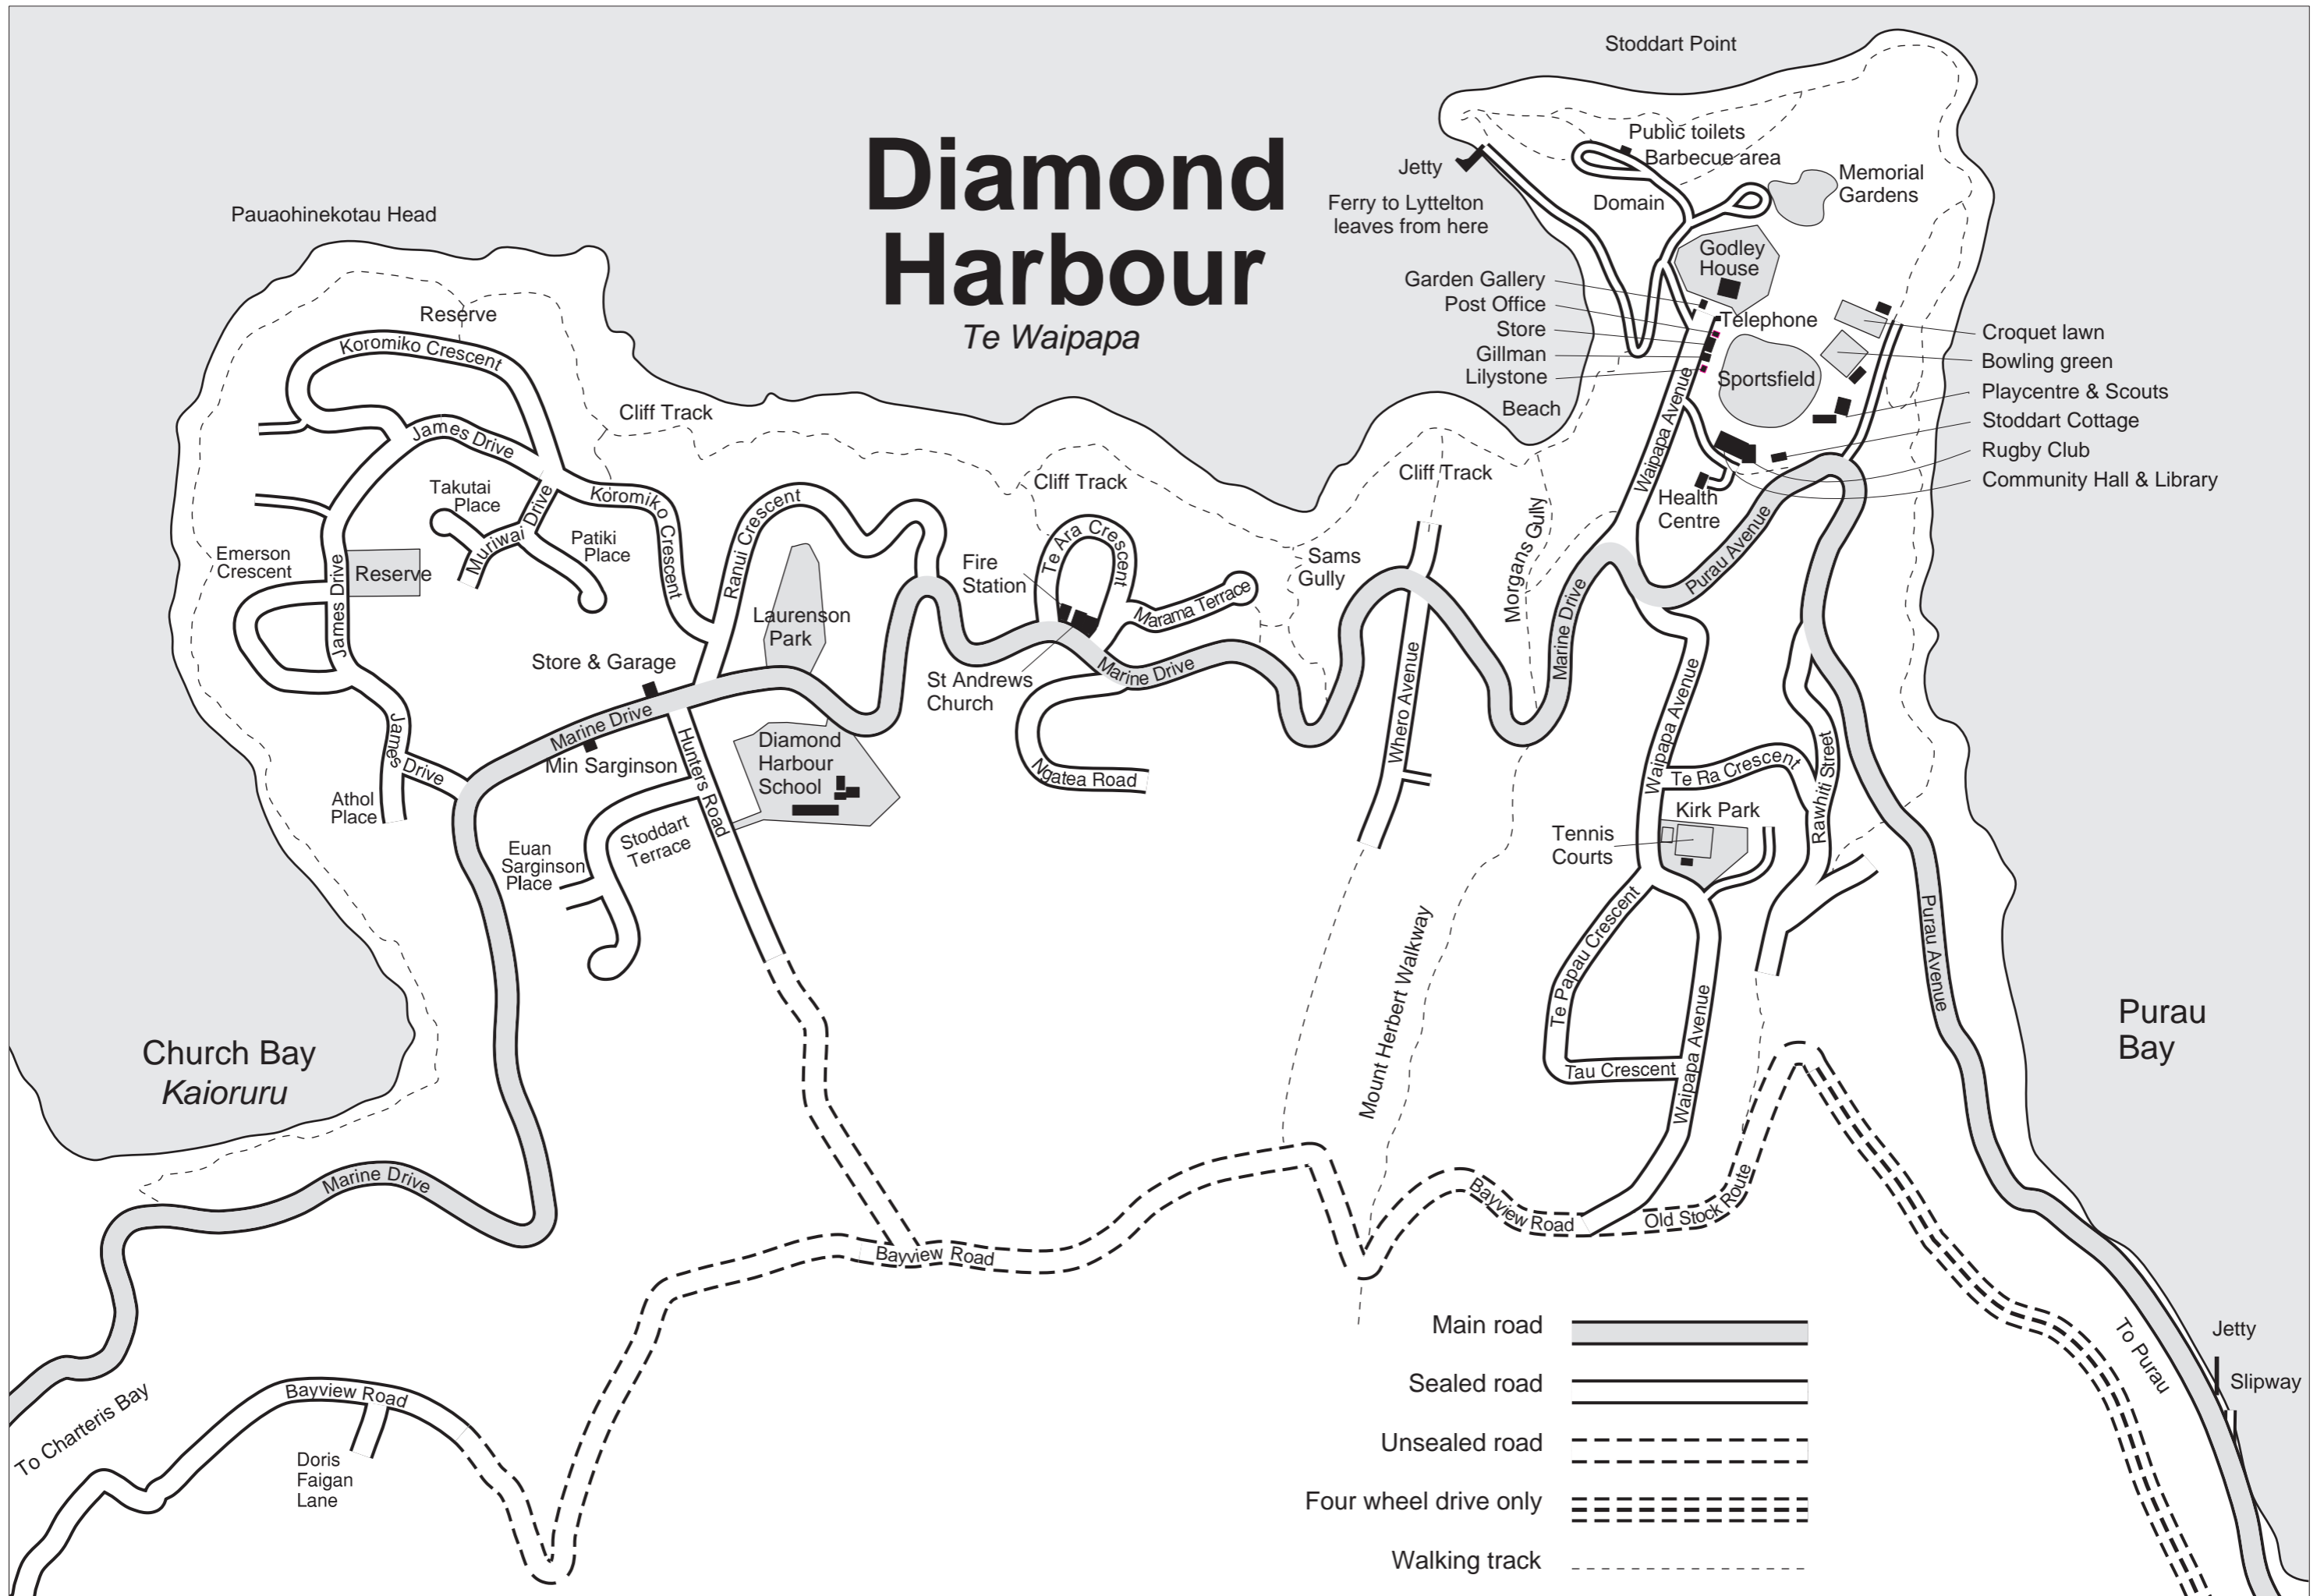 Stoddart Point
Diamond
Harbour
Te Waipapa
Pauaohinekotau Head
Public toilets
Barbecue area
Memorial
Gardens
Jetty
Ferry to Lyttelton
leaves from here
Domain
Godley
House
Garden Gallery
Post Office
Store
Gillman
Lilystone
Telephone
Sportsfield
Beach
Croquet lawn
Bowling green
Playcentre & Scouts
Stoddart Cottage
Rugby Club
Community Hall & Library
Health
Centre
Reserve
Koromiko Crescent
Cliff Track
James Drive
Takutai
Place
Muriwai Drive
Patiki
Place
Koromiko Crescent
Emerson
Crescent
Reserve
James Drive
Ranui Crescent
Laurenson
Park
Fire
Station
Te Ara Crescent
Cliff Track
Marama Terrace
Sams
Gully
Cliff Track
Morgans Gully
Waipapa Avenue
Purau Avenue
Marine Drive
Store & Garage
Marine Drive
Min Sarginson
St Andrews
Church
Marine Drive
Ngatea Road
Whero Avenue
James Drive
Athol
Place
Hunters Road
Diamond
Harbour
School
Euan
Sarginson
Place
Stoddart
Terrace
Waipapa Avenue
Te Ra Crescent
Rawhiti Street
Kirk Park
Tennis
Courts
Te Papau Crescent
Tau Crescent
Waipapa Avenue
Mount Herbert Walkway
Purau Avenue
Purau
Bay
Church Bay
Kaioruru
Marine Drive
Bayview Road
Bayview Road
Old Stock Route
To Charteris Bay
Bayview Road
Doris
Faigan
Lane
To Purau
Jetty
Slipway
Main road
Sealed road
Unsealed road
Four wheel drive only
Walking track